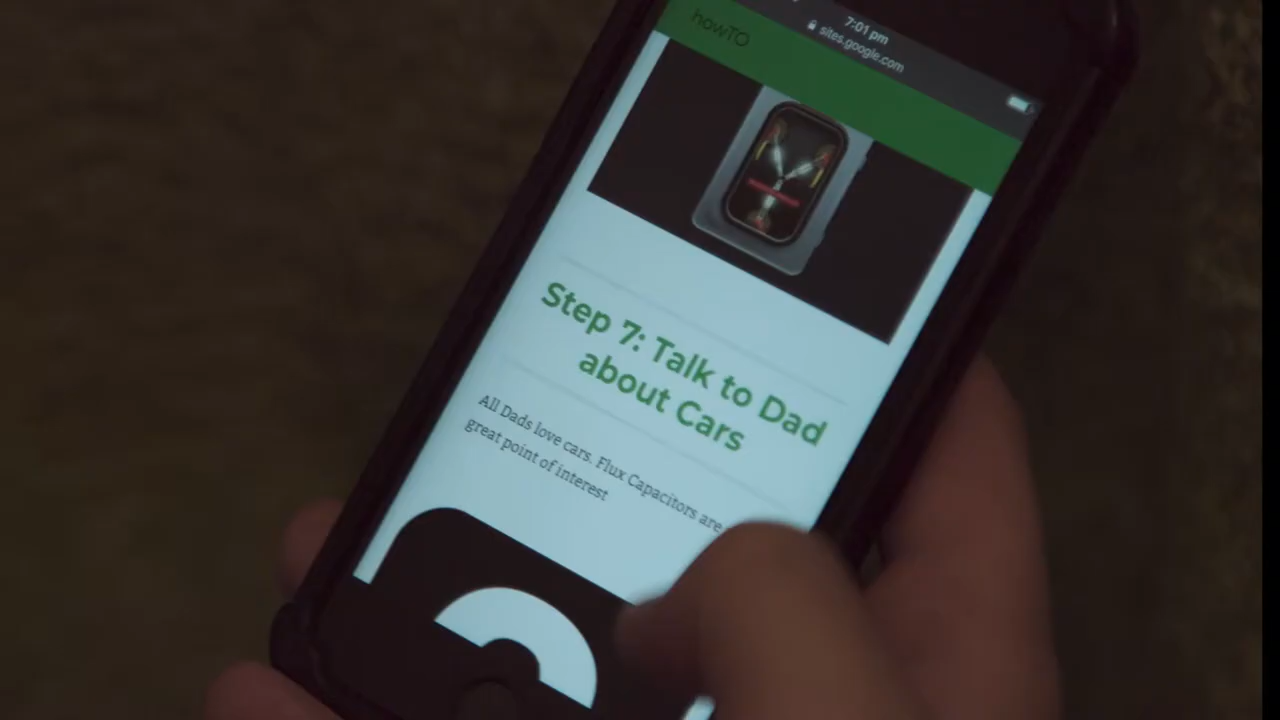 7:01 pm
sites.google.com
howTO
Step 7: Talk to Dad
about Cars
All Dads love cars. Flux Capacitors are
great point of interest